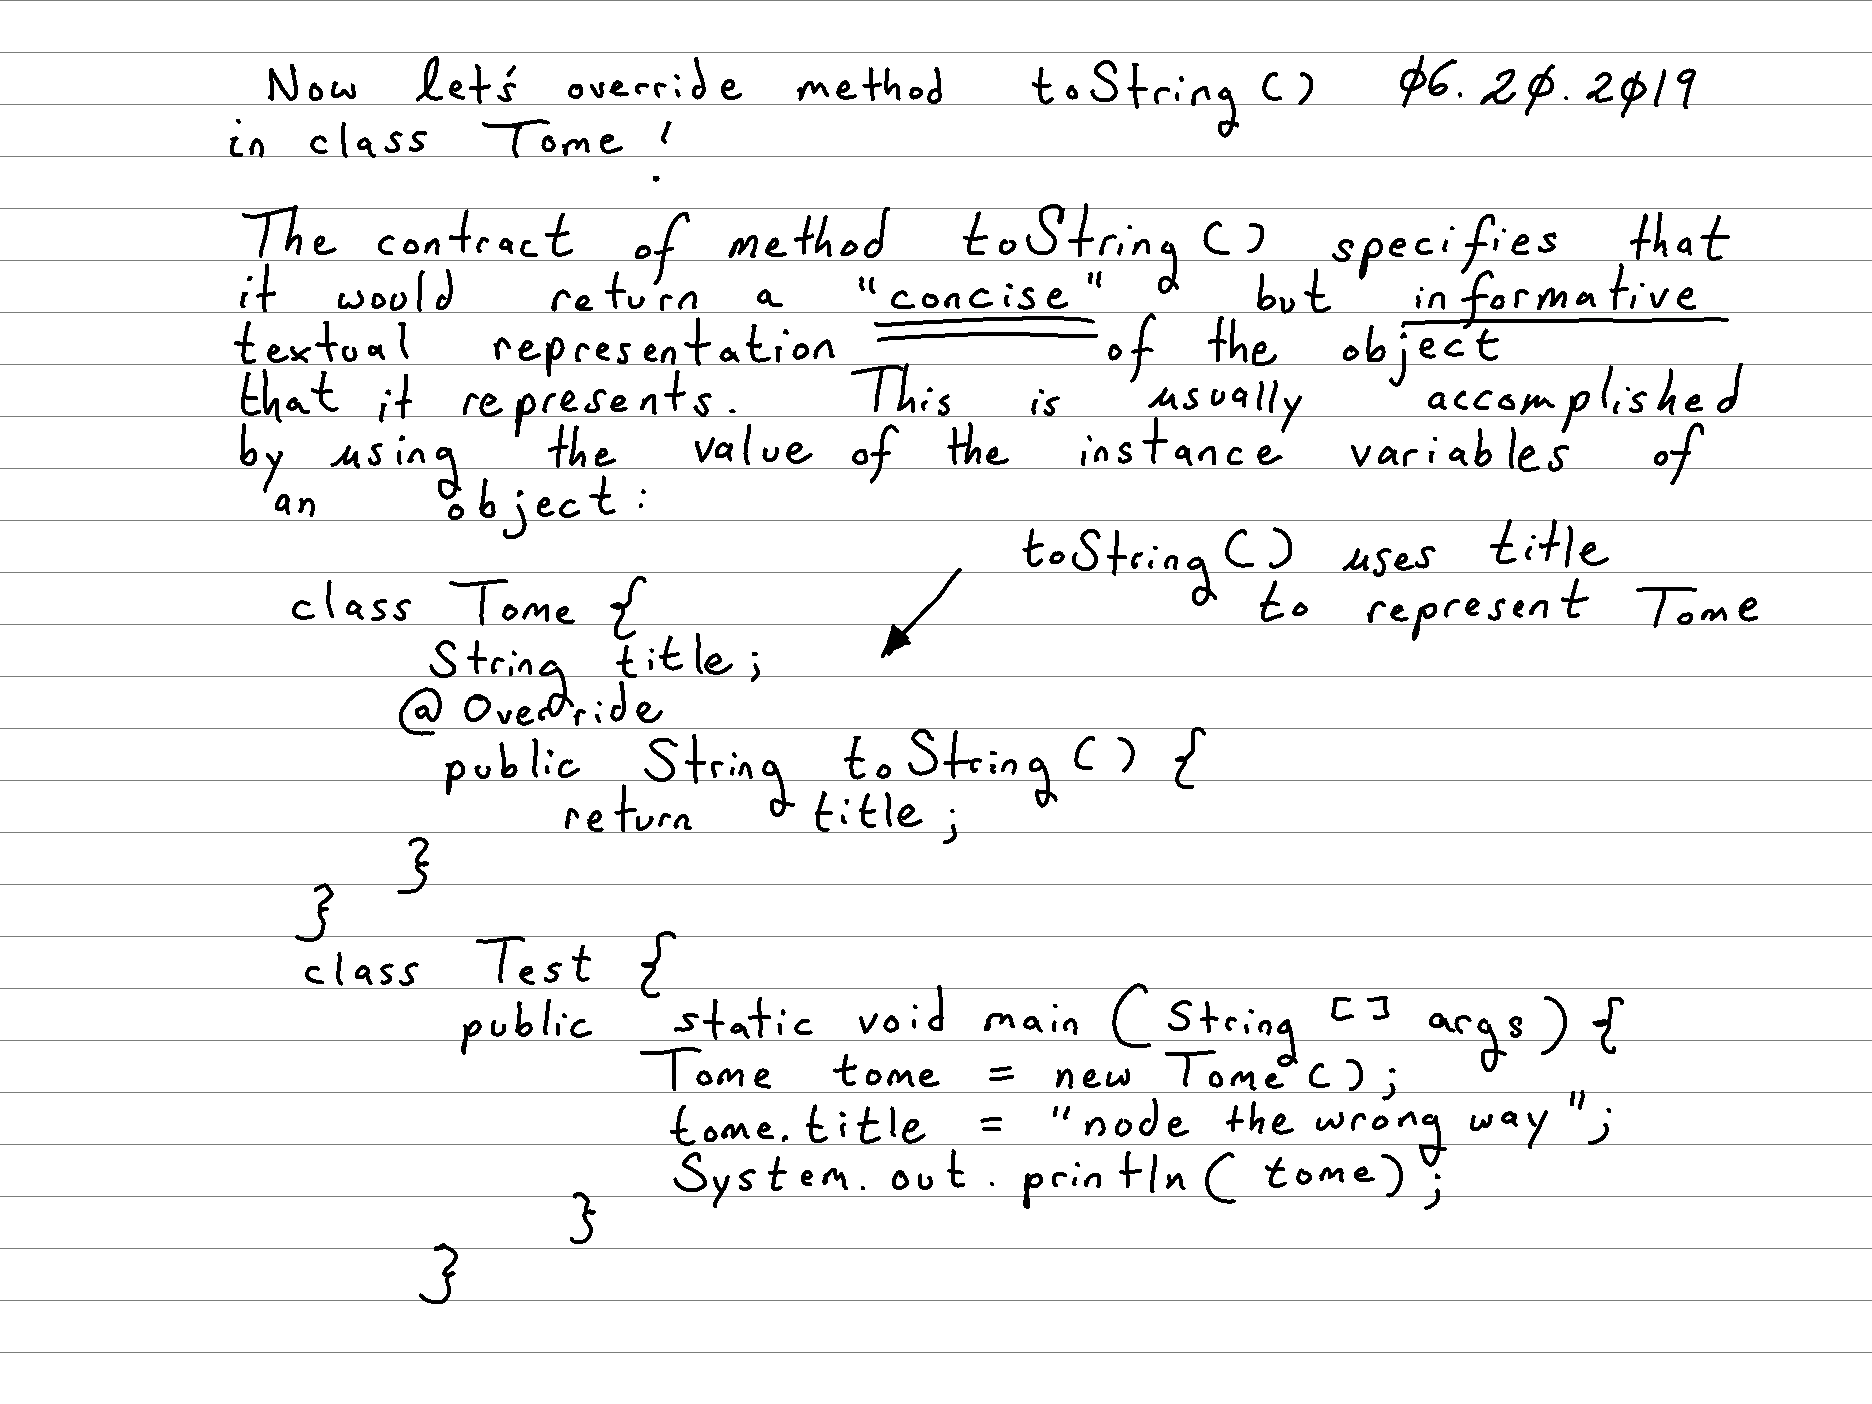 Now let's override method toString() 06.20.2019
in class Tome!
The contract of method toString() specifies that
it would return a "concise" but informative
textual representation of the object
that it represents. This is usually accomplished
by using the value of the instance variables of
an object:
toString() uses title
to represent Tome
class Tome {
String title;
@Override
public String toString() {
return title;
}
}
class Test {
public static void main (String [] args) {
Tome tome = new Tome();
tome.title = "node the wrong way";
System.out.println( tome);
}
}